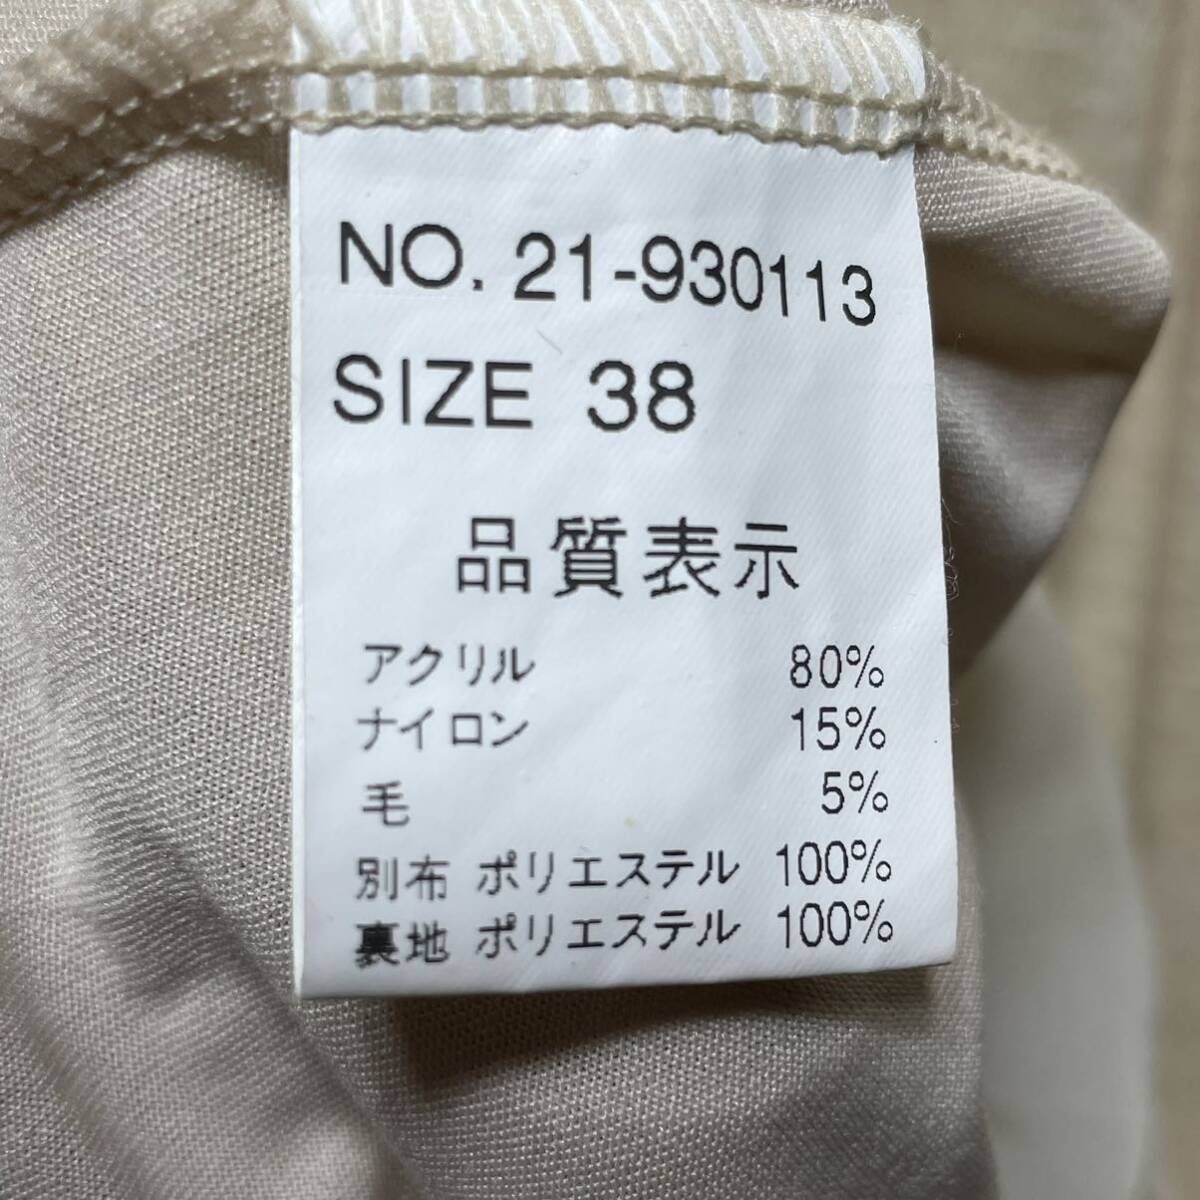 NO. 21-930113
SIZE 38
品質表示
アクリル 80%
ナイロン 15%
毛 5%
別布 ポリエステル 100%
裏地 ポリエステル 100%